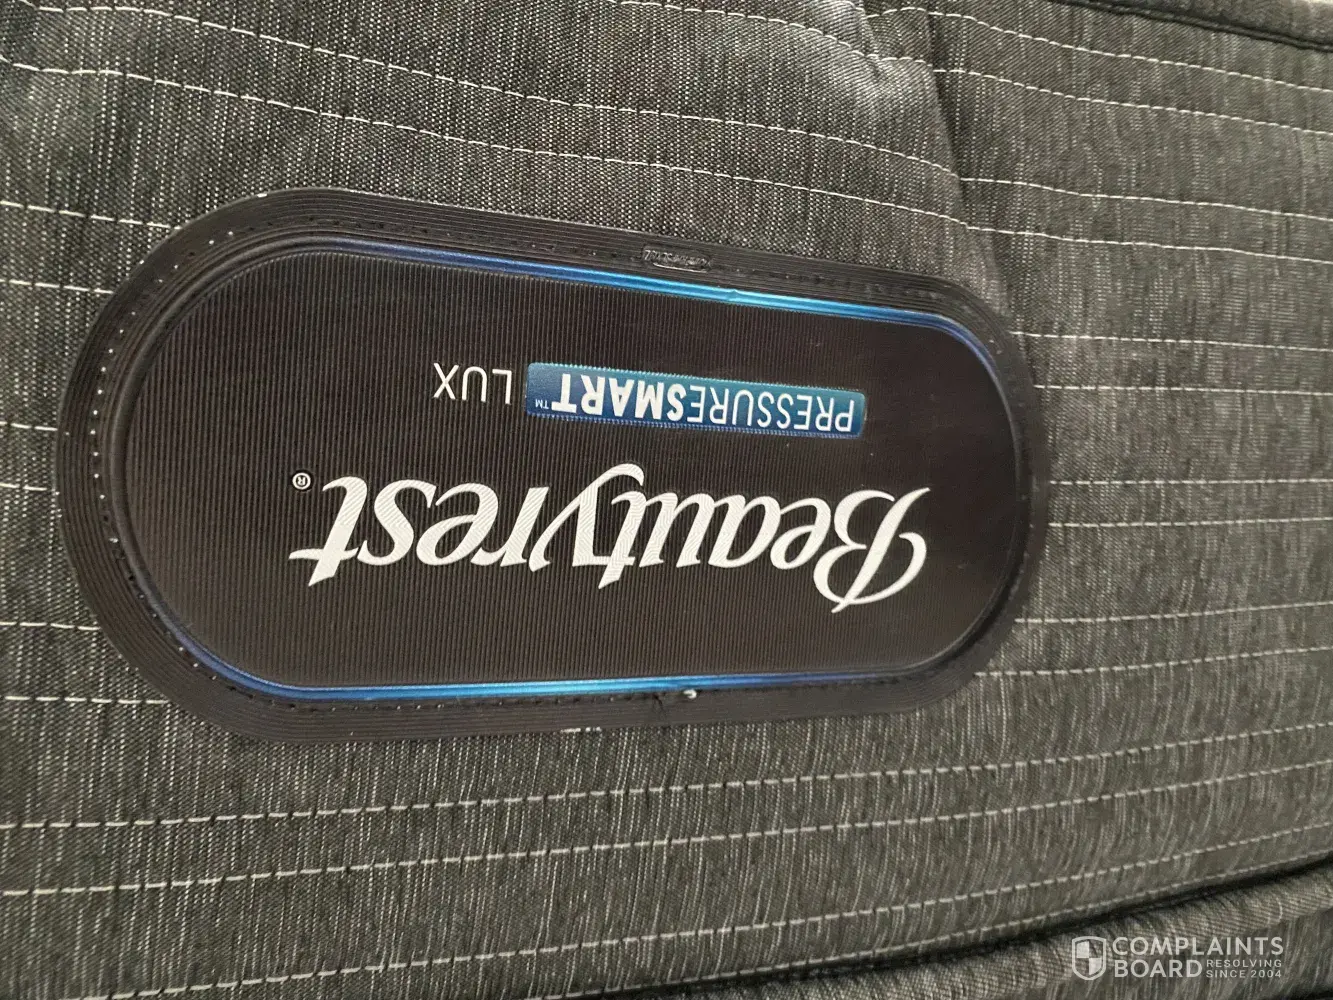 Beautyrest®
PRESSURESMART™ LUX
COMPLAINTS
BOARD RESOLVING
SINCE 2004